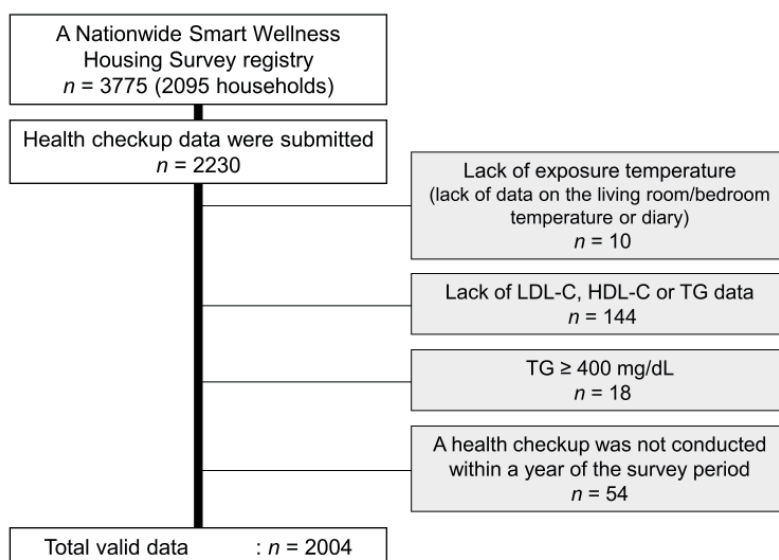 A Nationwide Smart Wellness
Housing Survey registry
n = 3775 (2095 households)
Health checkup data were submitted
n = 2230
Lack of exposure temperature
(lack of data on the living room/bedroom
temperature or diary)
n = 10
Lack of LDL-C, HDL-C or TG data
n = 144
TG ≥ 400 mg/dL
n = 18
A health checkup was not conducted
within a year of the survey period
n = 54
Total valid data : n = 2004